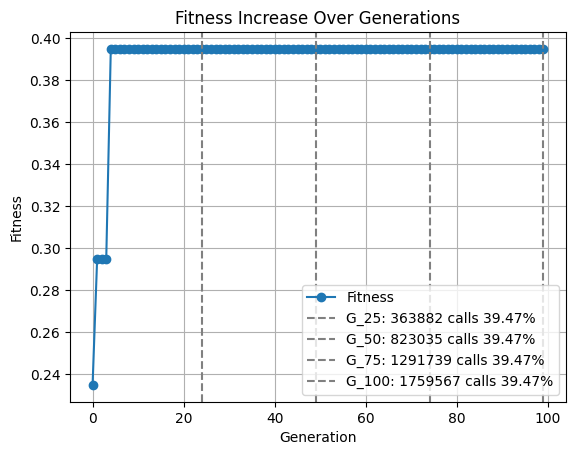 Fitness Increase Over Generations
Fitness
0.40
0.38
0.36
0.34
0.32
0.30
0.28
0.26
0.24
Fitness
G_25: 363882 calls 39.47%
G_50: 823035 calls 39.47%
G_75: 1291739 calls 39.47%
G_100: 1759567 calls 39.47%
0 20 40 60 80 100
Generation